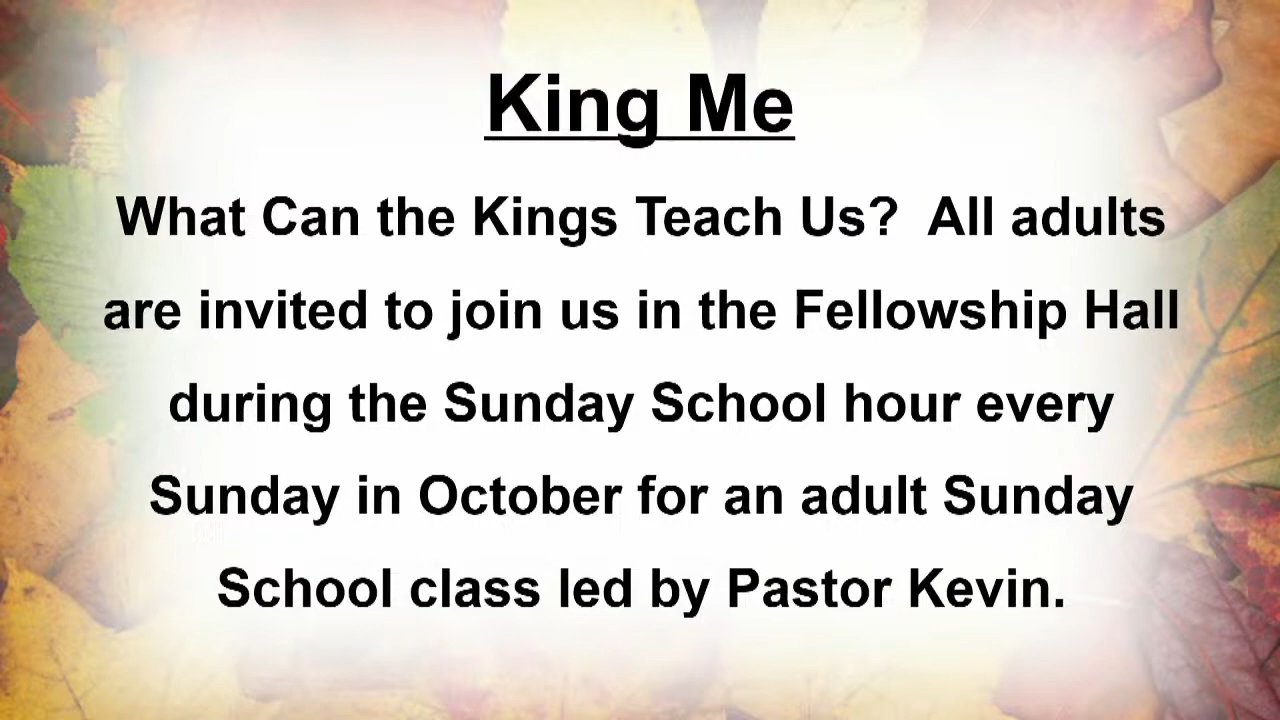 King Me
What Can the Kings Teach Us?  All adults
are invited to join us in the Fellowship Hall
during the Sunday School hour every
Sunday in October for an adult Sunday
School class led by Pastor Kevin.